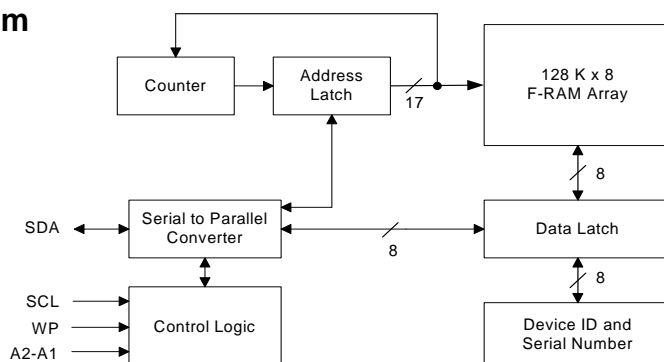 m
Counter
Address
Latch
17
128 K x 8
F-RAM Array
8
SDA
Serial to Parallel
Converter
8
Data Latch
8
SCL
WP
A2-A1
Control Logic
Device ID and
Serial Number